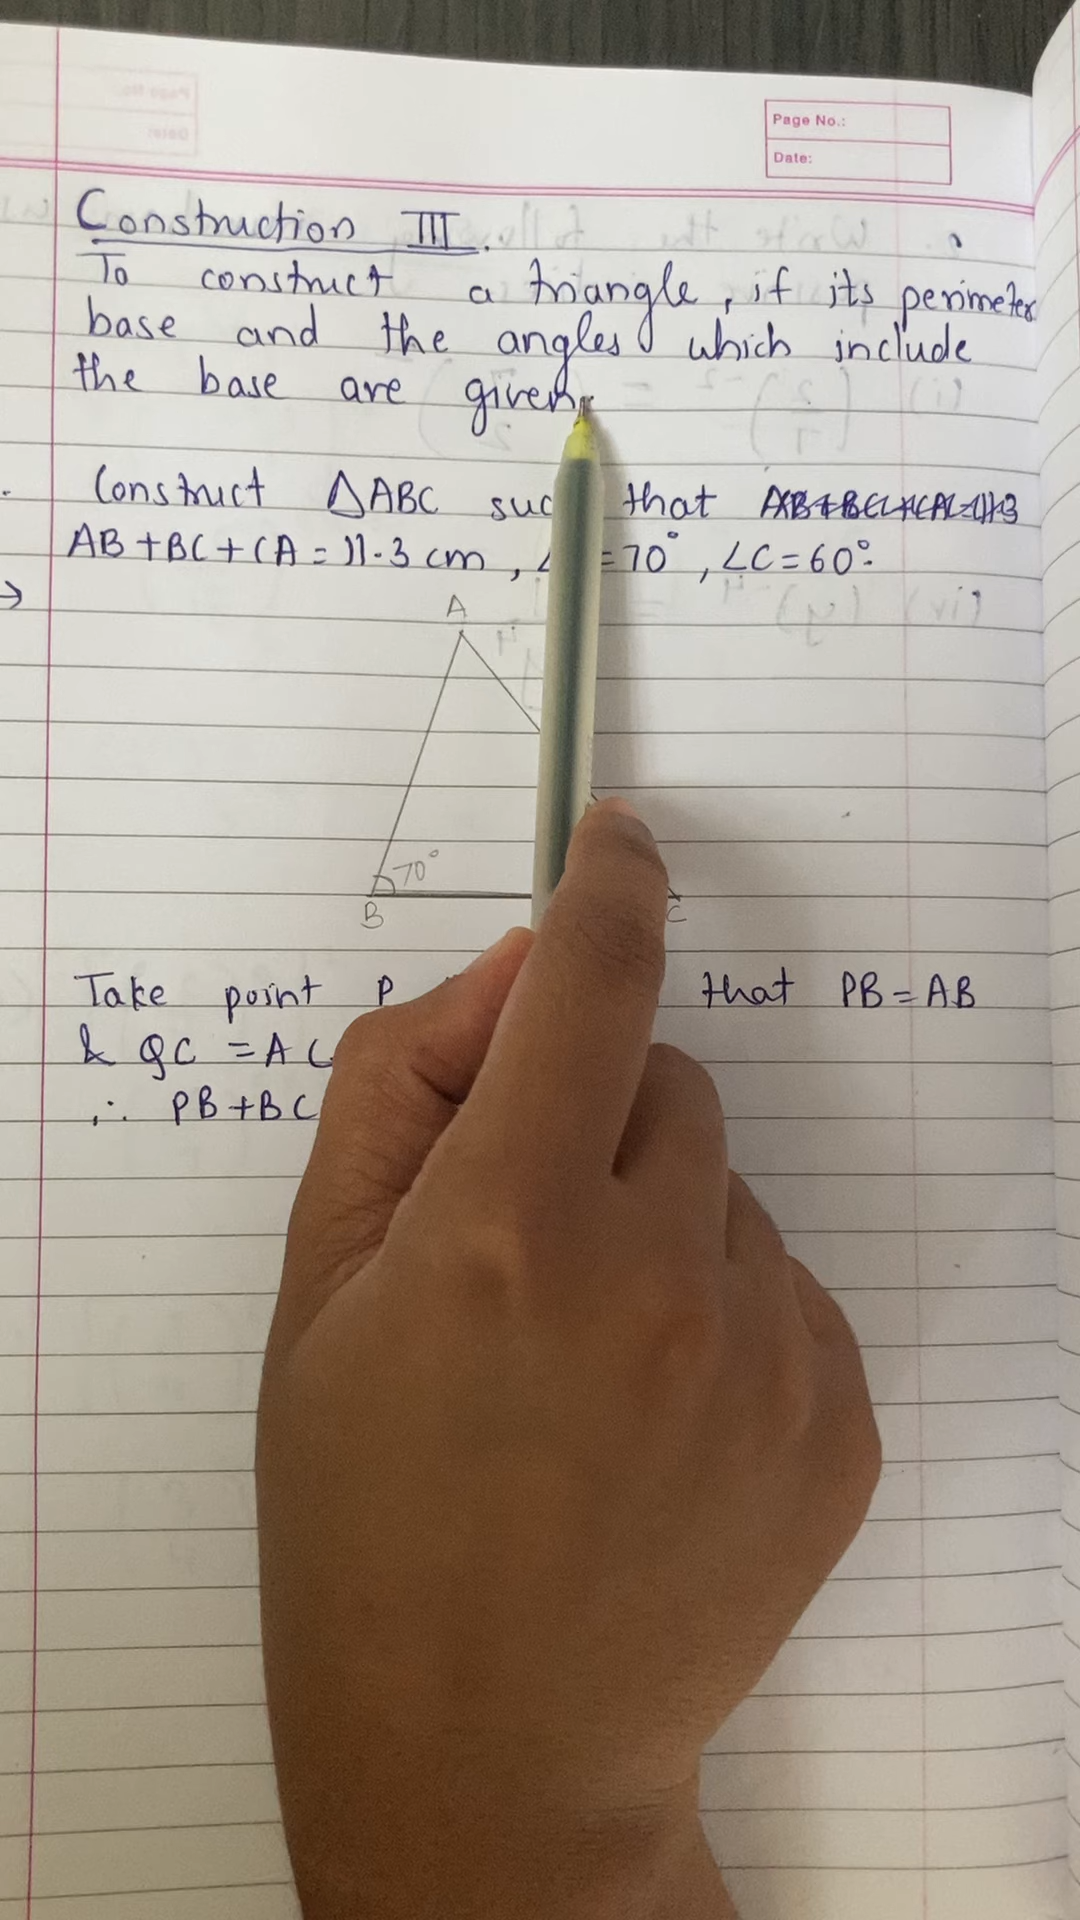 Page No.:
Date:
Construction III.
To construct a triangle, if its perimeter
base and the angles which include
the base are given.
Construct △ABC that
AB+BC+CA=11.3 cm, ∠ =70°, ∠C=60°.
→
A
70°
B C
Take point P that PB=AB
& QC =AC
∴ PB+BC